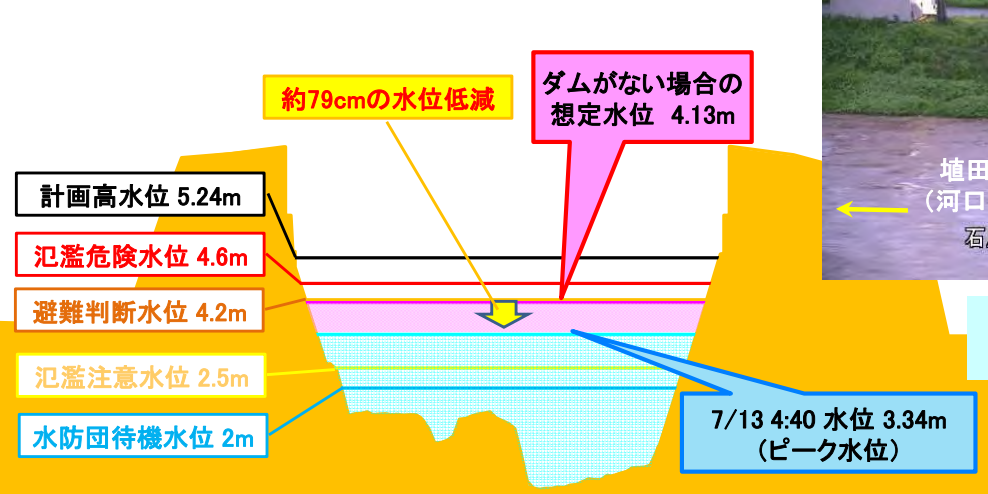 約79cmの水位低減
ダムがない場合の
想定水位 4.13m
計画高水位 5.24m
氾濫危険水位 4.6m
避難判断水位 4.2m
氾濫注意水位 2.5m
水防団待機水位 2m
7/13 4:40 水位 3.34m
(ピーク水位)
埴田
(河口
石